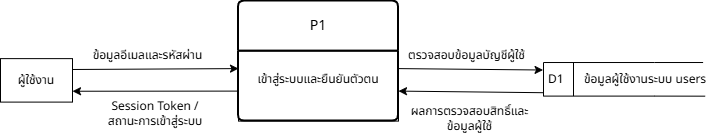 P1
ข้อมูลอีเมลและรหัสผ่าน
ตรวจสอบข้อมูลบัญชีผู้ใช้
ผู้ใช้งาน
เข้าสู่ระบบและยืนยันตัวตน
D1
ข้อมูลผู้ใช้งานระบบ users
Session Token /
สถานะการเข้าสู่ระบบ
ผลการตรวจสอบสิทธิ์และ
ข้อมูลผู้ใช้